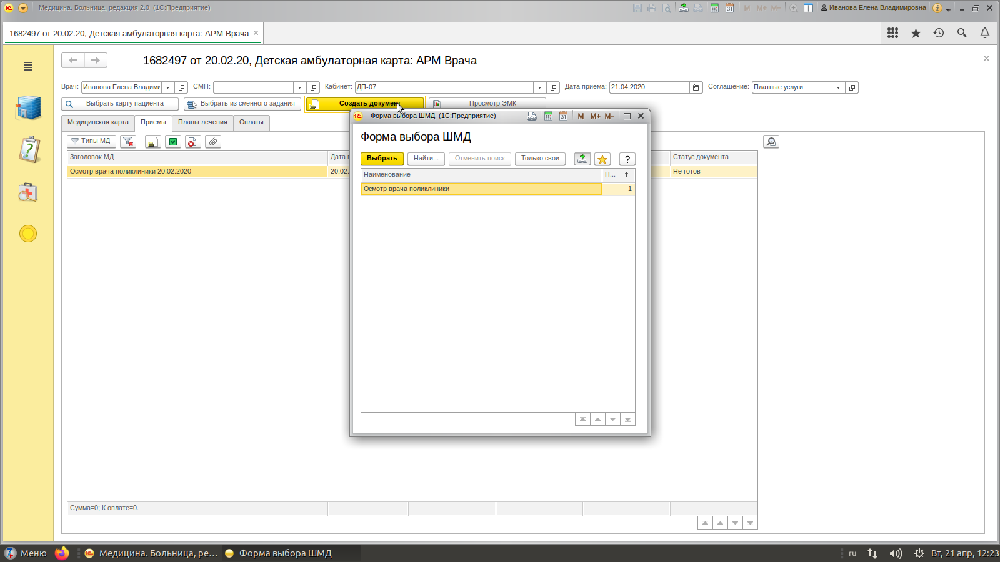 Медицина. Больница, редакция 2.0  (1С:Предприятие)
M M+ M-
Иванова Елена Владимировна
1682497 от 20.02.20, Детская амбулаторная карта: АРМ Врача
1682497 от 20.02.20, Детская амбулаторная карта: АРМ Врача
Врач: Иванова Елена Владими
СМП:
Кабинет: ДП-07
Дата приема: 21.04.2020
Соглашение: Платные услуги
Выбрать карту пациента
Выбрать из сменного задания
Создать документ
Просмотр ЭМК
Медицинская карта
Приемы
Планы лечения
Оплаты
Типы МД
Заголовок МД
Дата
Статус документа
Осмотр врача поликлиники 20.02.2020
20.02.
Не готов
Сумма=0; К оплате=0.
Форма выбора ШМД  (1С:Предприятие)
31
M M+ M-
Форма выбора ШМД
Выбрать
Найти...
Отменить поиск
Только свои
?
Наименование
П...
Осмотр врача поликлиники
1
Меню
Медицина. Больница, ре...
Форма выбора ШМД
ru
Вт, 21 апр, 12:23